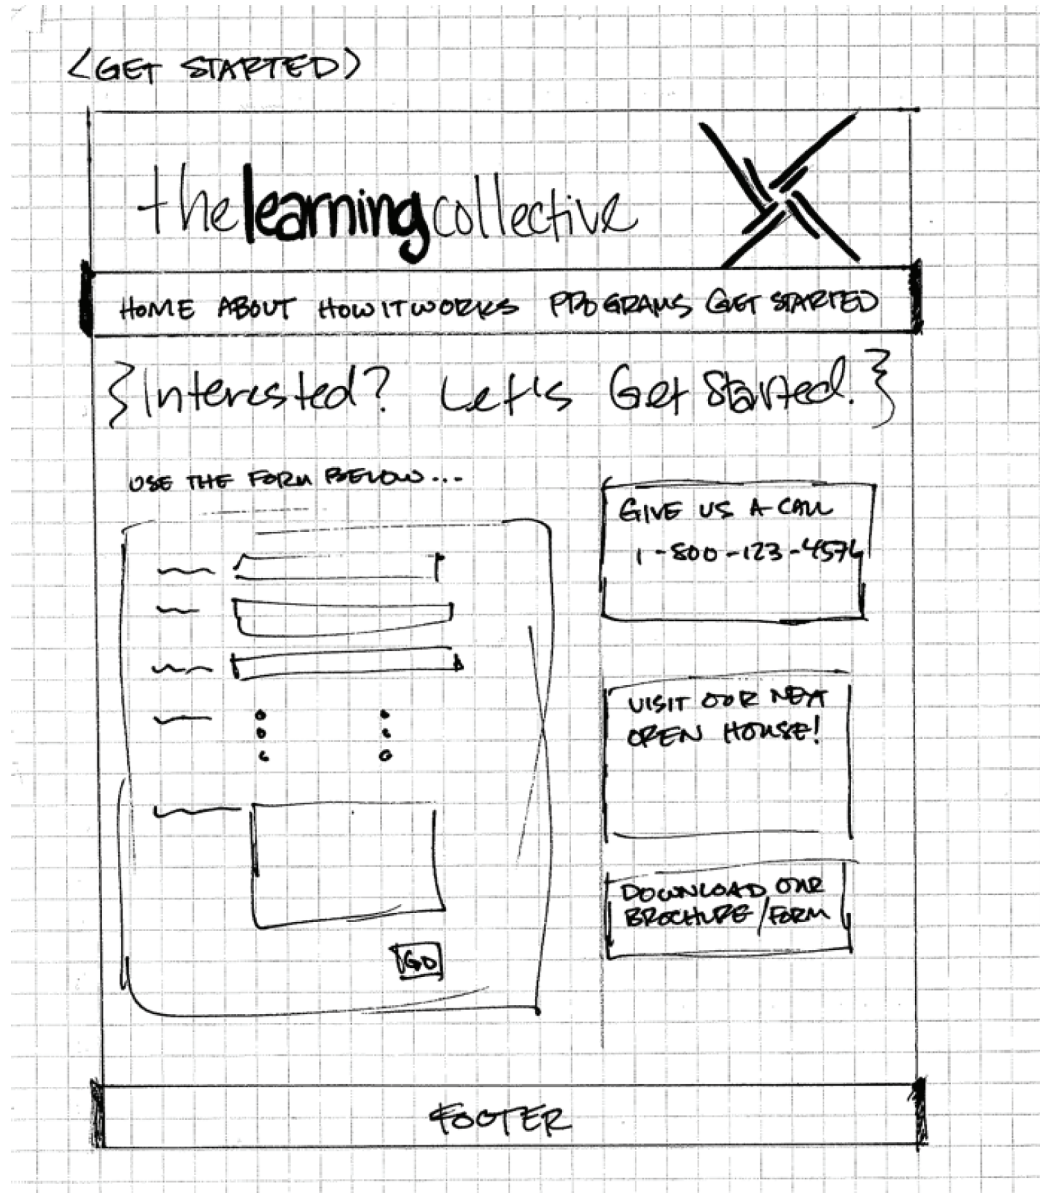 <GET STARTED>
thelearningcollective
HOME ABOUT HOW IT WORKS PROGRAMS GET STARTED
{Interested? Let's Get Started.}
USE THE FORM BELOW...
GIVE US A CALL
1-800-123-4576
VISIT OUR NEXT
OPEN HOUSE!
DOWNLOAD OUR
BROCHURE/FORM
GO
FOOTER